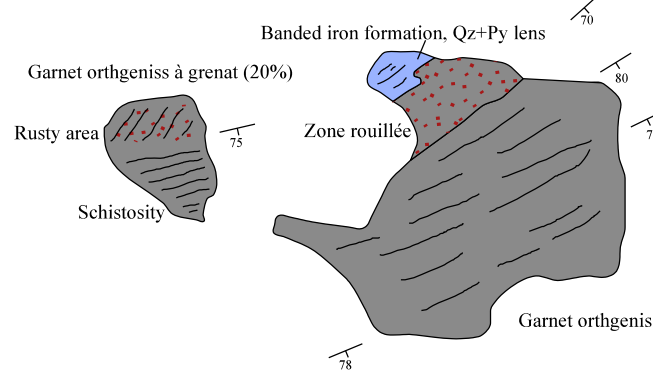 70
Banded iron formation, Qz+Py lens
Garnet orthgeniss à grenat (20%)
80
Rusty area
Zone rouillée
75
7
Schistosity
Garnet orthgenis
78